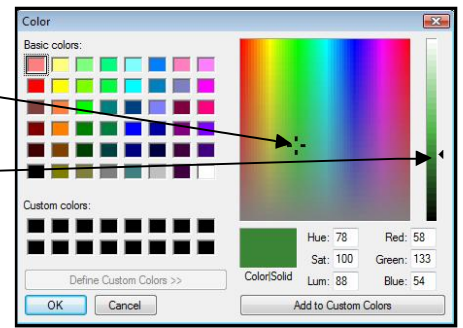 Color
Basic colors:
Custom colors:
Define Custom Colors >>
OK Cancel
Color|Solid
Hue: 78 Red: 58
Sat: 100 Green: 133
Lum: 88 Blue: 54
Add to Custom Colors